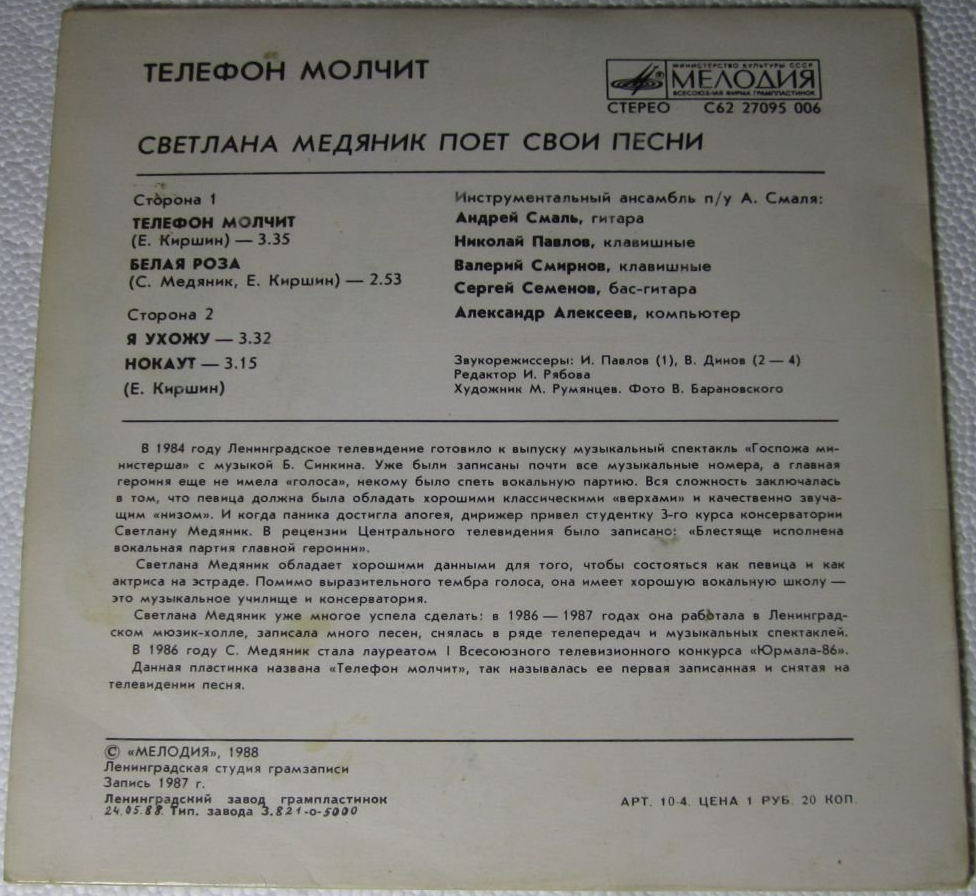 ТЕЛЕФОН МОЛЧИТ
МИНИСТЕРСТВО КУЛЬТУРЫ СССР
МЕЛОДИЯ
ВСЕСОЮЗНАЯ ФИРМА ГРАМПЛАСТИНОК
СТЕРЕО С62 27095 006
СВЕТЛАНА МЕДЯНИК ПОЕТ СВОИ ПЕСНИ
Сторона 1
ТЕЛЕФОН МОЛЧИТ
(Е. Киршин) — 3.35
БЕЛАЯ РОЗА
(С. Медяник, Е. Киршин) — 2.53
Сторона 2
Я УХОЖУ — 3.32
НОКАУТ — 3.15
(Е. Киршин)
Инструментальный ансамбль п/у А. Смаля:
Андрей Смаль, гитара
Николай Павлов, клавишные
Валерий Смирнов, клавишные
Сергей Семенов, бас-гитара
Александр Алексеев, компьютер
Звукорежиссеры: И. Павлов (1), В. Динов (2 — 4)
Редактор И. Рябова
Художник М. Румянцев. Фото В. Барановского
В 1984 году Ленинградское телевидение готовило к выпуску музыкальный спектакль «Госпожа ми-
нистерша» с музыкой Б. Синкина. Уже были записаны почти все музыкальные номера, а главная
героиня еще не имела «голоса», некому было спеть вокальную партию. Вся сложность заключалась
в том, что певица должна была обладать хорошими классическими «верхами» и качественно звуча-
щим «низом». И когда паника достигла апогея, дирижер привел студентку 3-го курса консерватории
Светлану Медяник. В рецензии Центрального телевидения было записано: «Блестяще исполнена
вокальная партия главной героини».
Светлана Медяник обладает хорошими данными для того, чтобы состояться как певица и как
актриса на эстраде. Помимо выразительного тембра голоса, она имеет хорошую вокальную школу —
это музыкальное училище и консерватория.
Светлана Медяник уже многое успела сделать: в 1986 — 1987 годах она работала в Ленинград-
ском мюзик-холле, записала много песен, снялась в ряде телепередач и музыкальных спектаклей.
В 1986 году С. Медяник стала лауреатом I Всесоюзного телевизионного конкурса «Юрмала-86».
Данная пластинка названа «Телефон молчит», так называлась ее первая записанная и снятая на
телевидении песня.
© «МЕЛОДИЯ», 1988
Ленинградская студия грамзаписи
Запись 1987 г.
Ленинградский завод грампластинок
24.05.88. Тип. завода З.821-0-5000
АРТ. 10-4. ЦЕНА 1 РУБ. 20 КОП.